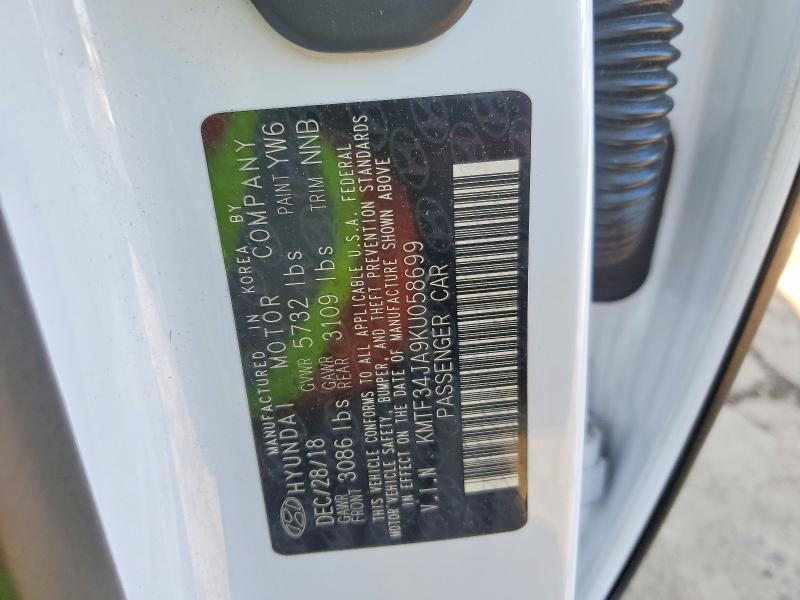 MANUFACTURED IN KOREA BY
HYUNDAI MOTOR COMPANY
DEC/28/18 GVWR 5732 lbs PAINT YW6
GAWR FRONT 3086 lbs GAWR REAR 3109 lbs TRIM NNB
THIS VEHICLE CONFORMS TO ALL APPLICABLE U.S.A. FEDERAL
MOTOR VEHICLE SAFETY, BUMPER, AND THEFT PREVENTION STANDARDS
IN EFFECT ON THE DATE OF MANUFACTURE SHOWN ABOVE
V.I.N : KMTF34JA9KU058699
PASSENGER CAR